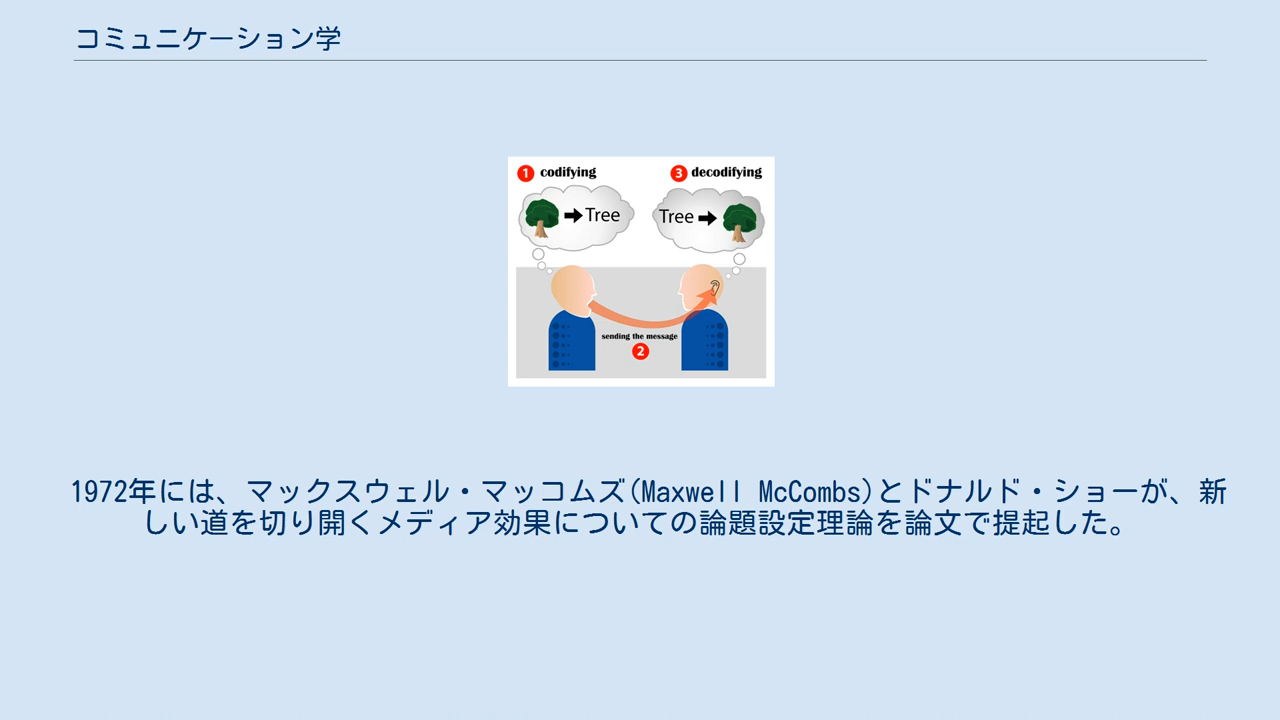 コミュニケーション学
1 codifying
3 decodifying
Tree
Tree
sending the message
2
1972年には、マックスウェル・マッコムズ(Maxwell McCombs)とドナルド・ショーが、新
しい道を切り開くメディア効果についての論題設定理論を論文で提起した。